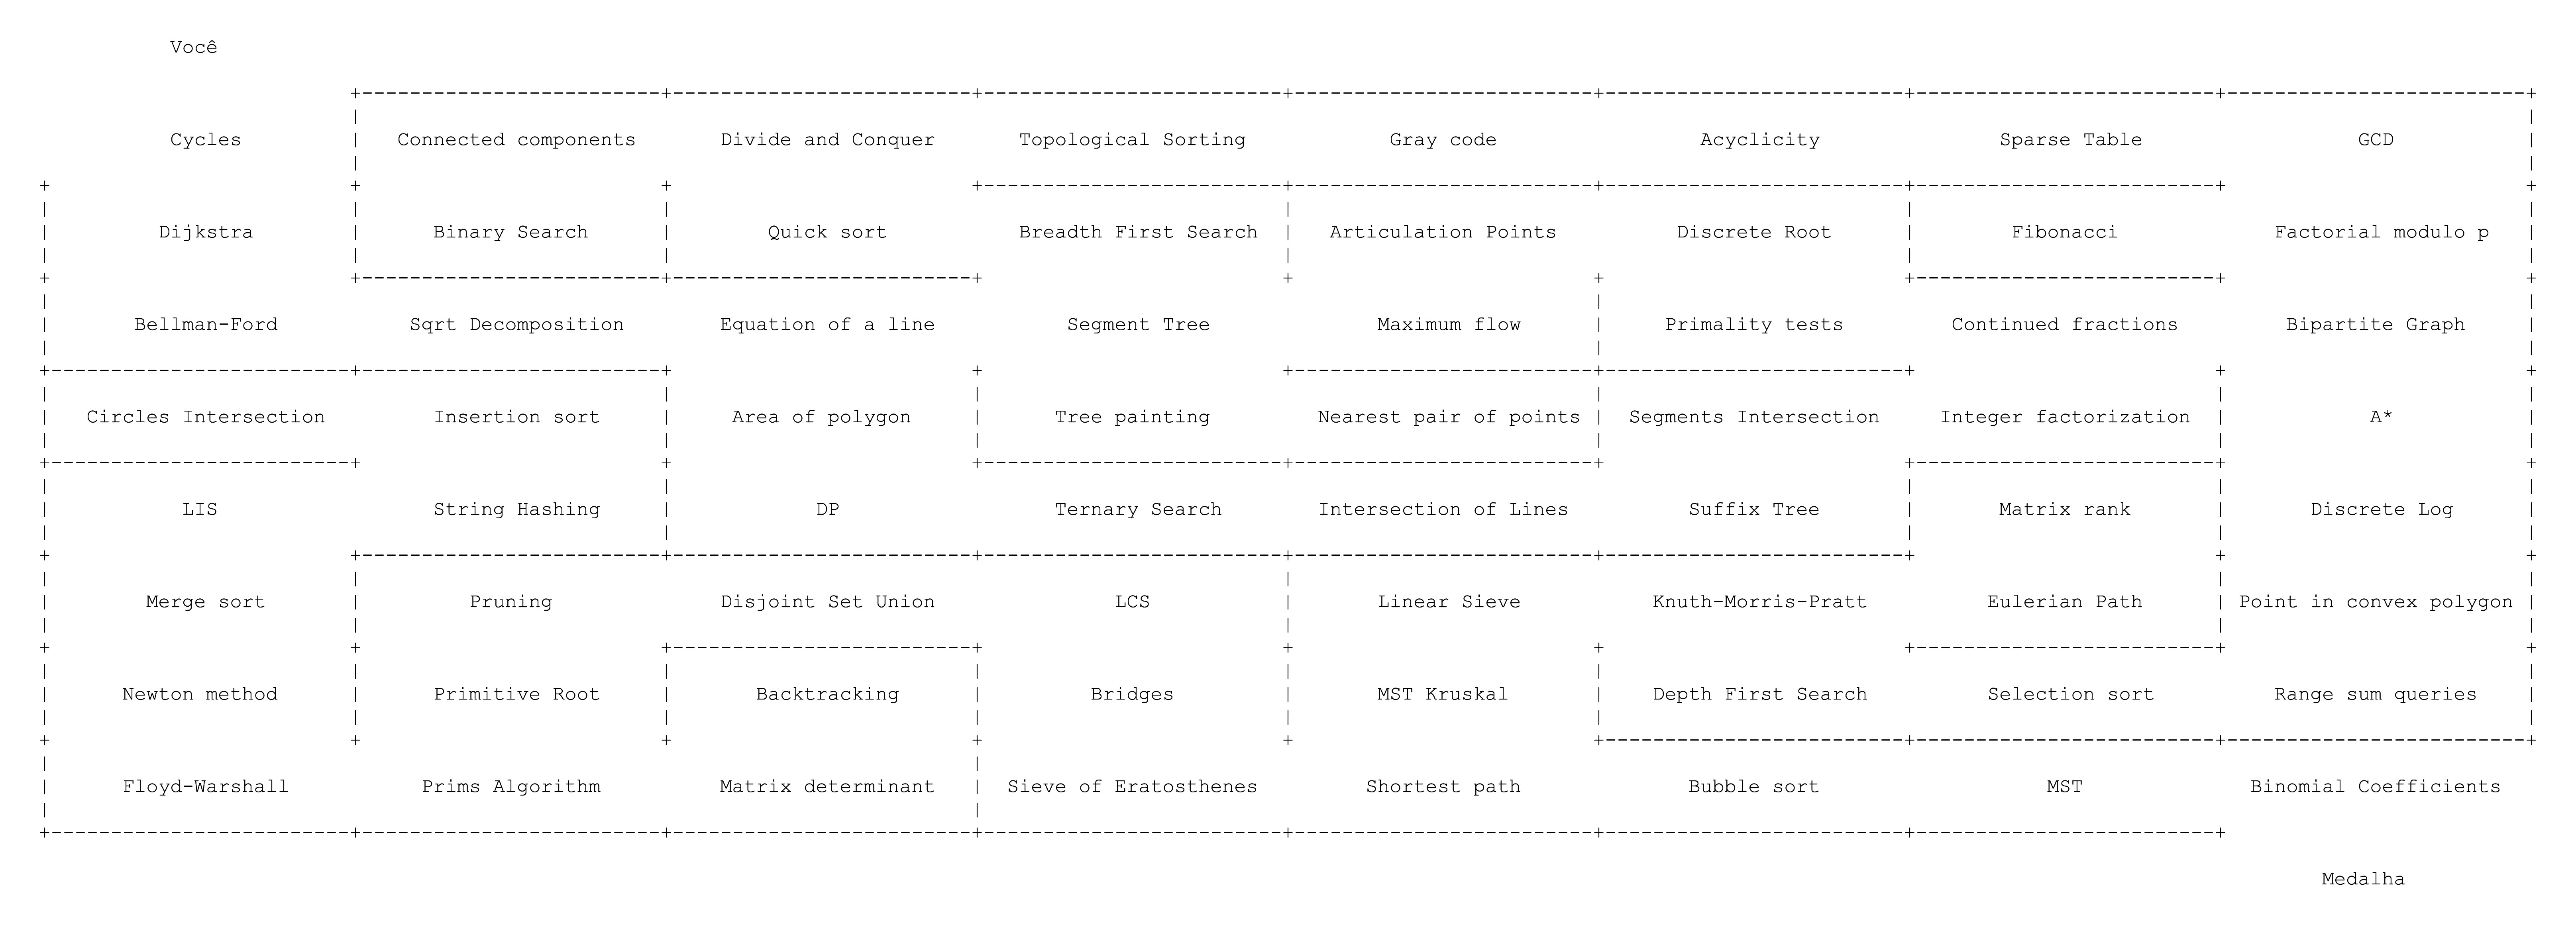 Você
Cycles Connected components Divide and Conquer Topological Sorting Gray code Acyclicity Sparse Table GCD
Dijkstra Binary Search Quick sort Breadth First Search Articulation Points Discrete Root Fibonacci Factorial modulo p
Bellman-Ford Sqrt Decomposition Equation of a line Segment Tree Maximum flow Primality tests Continued fractions Bipartite Graph
Circles Intersection Insertion sort Area of polygon Tree painting Nearest pair of points Segments Intersection Integer factorization A*
LIS String Hashing DP Ternary Search Intersection of Lines Suffix Tree Matrix rank Discrete Log
Merge sort Pruning Disjoint Set Union LCS Linear Sieve Knuth-Morris-Pratt Eulerian Path Point in convex polygon
Newton method Primitive Root Backtracking Bridges MST Kruskal Depth First Search Selection sort Range sum queries
Floyd-Warshall Prims Algorithm Matrix determinant Sieve of Eratosthenes Shortest path Bubble sort MST Binomial Coefficients
Medalha